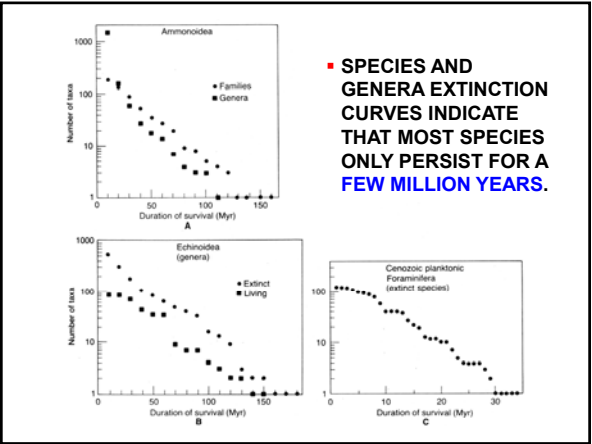 Ammonoidea
1000
100
10
1
Number of taxa
• Families
■ Genera
0
50
100
150
Duration of survival (Myr)
A
▪ SPECIES AND
GENERA EXTINCTION
CURVES INDICATE
THAT MOST SPECIES
ONLY PERSIST FOR A
FEW MILLION YEARS.
Echinoidea
(genera)
1000
100
10
1
Number of taxa
• Extinct
■ Living
0
50
100
150
Duration of survival (Myr)
B
Cenozoic planktonic
Foraminifera
(extinct species)
100
10
1
0
10
20
30
Duration of survival (Myr)
C